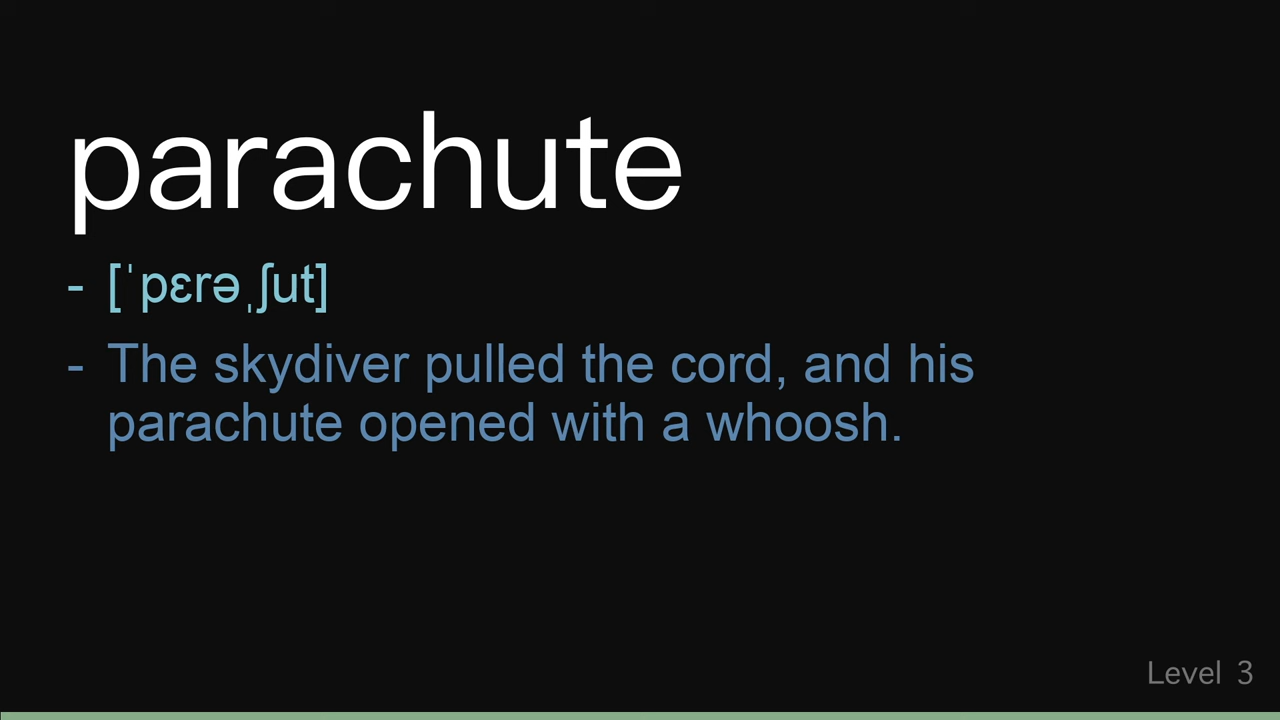 parachute
- [ˈpɛrəˌʃut]
- The skydiver pulled the cord, and his
parachute opened with a whoosh.
Level 3